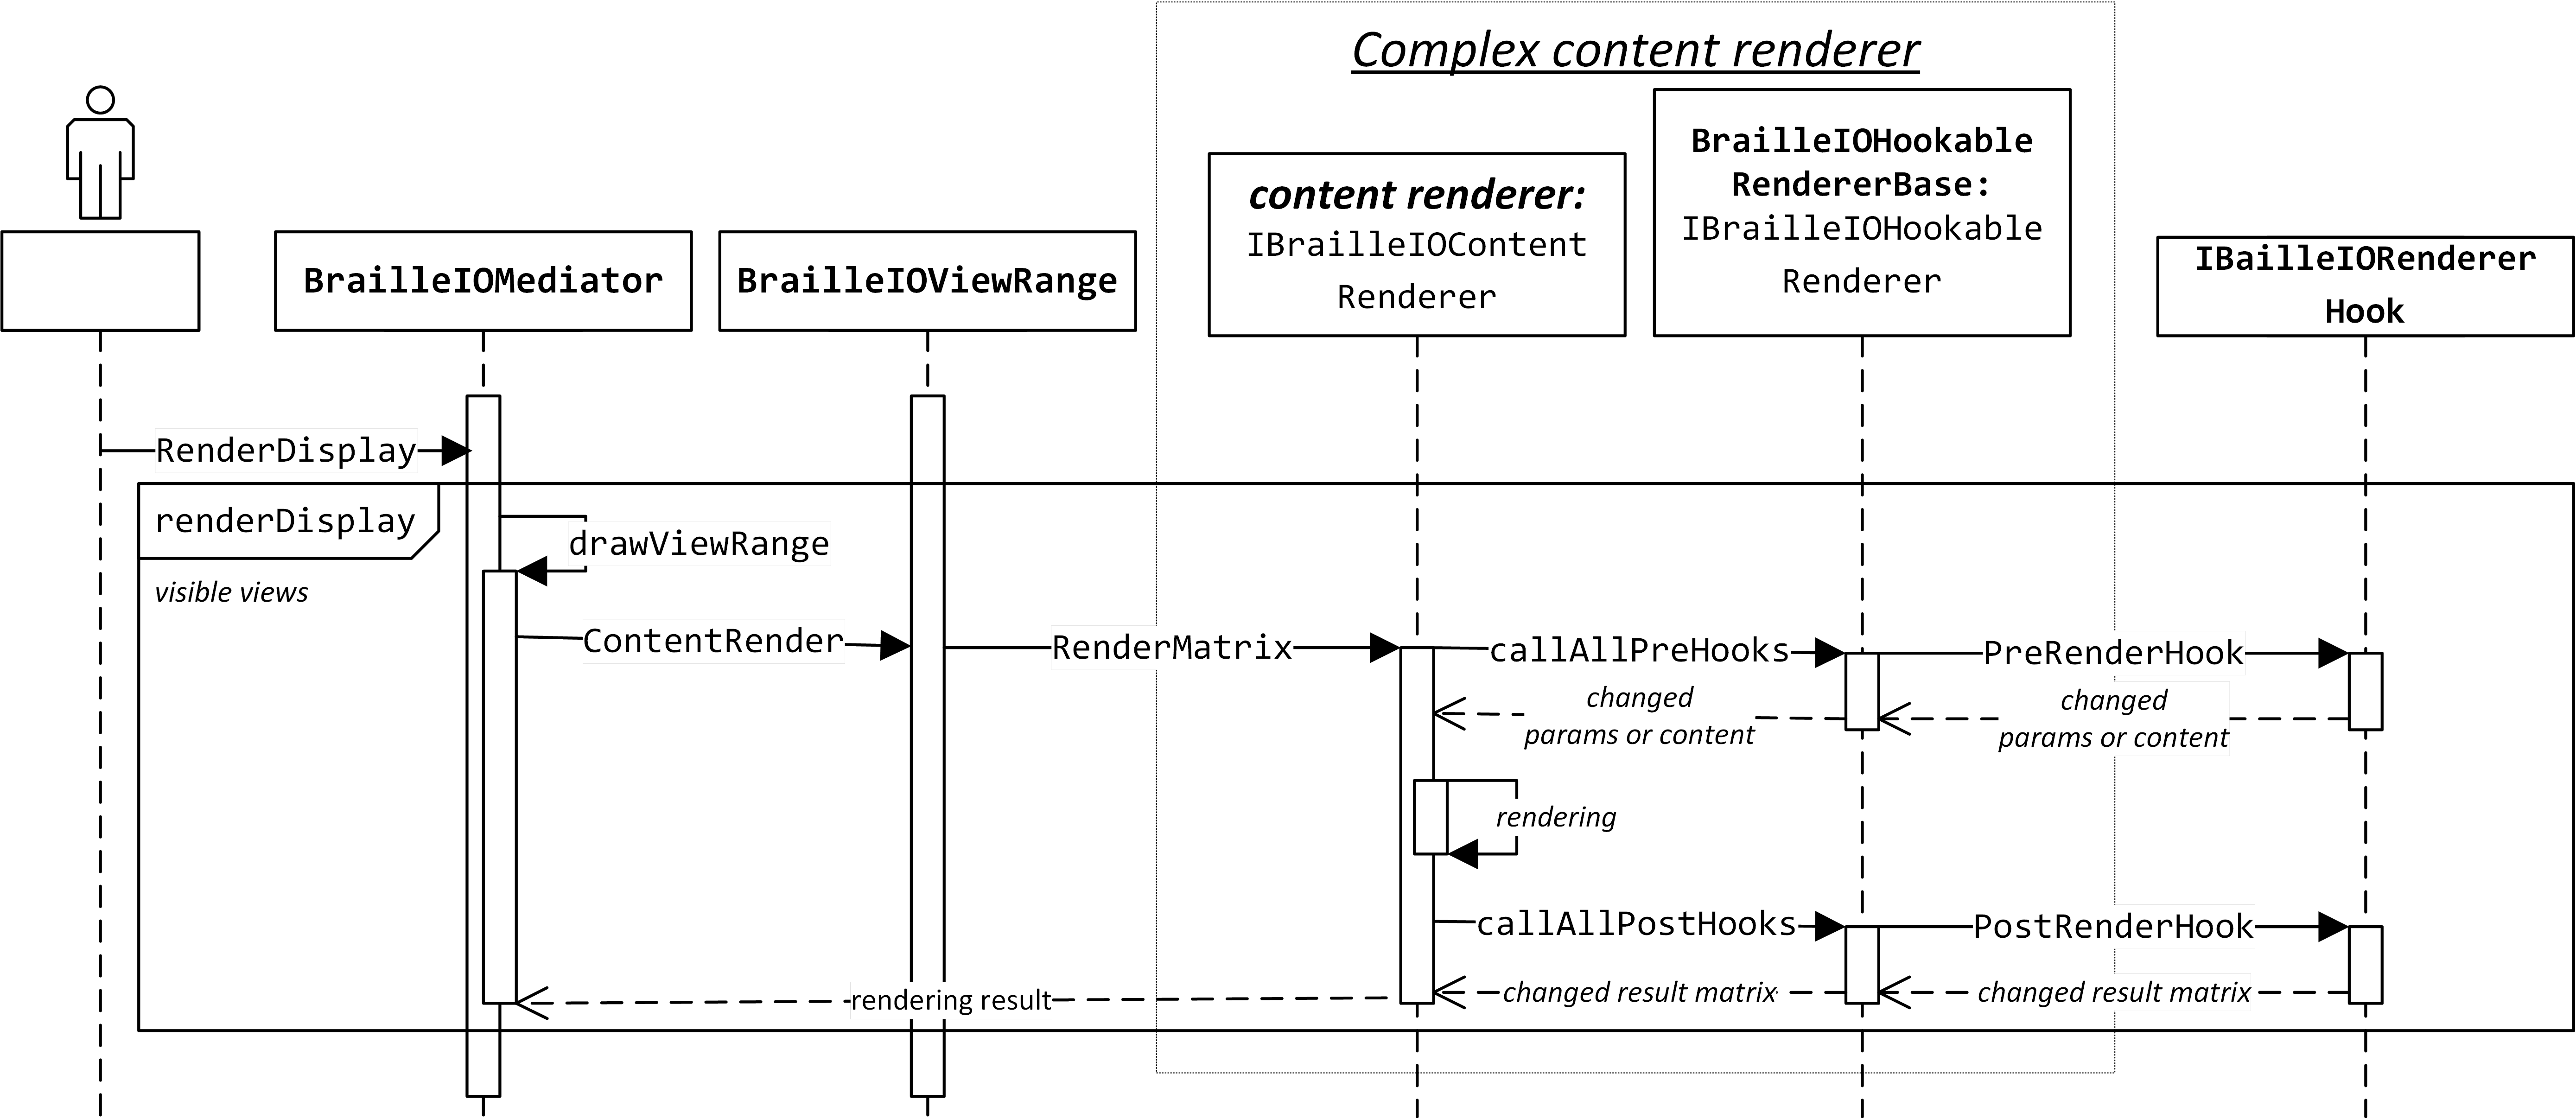 Complex content renderer
BrailleIOMediator
BrailleIOViewRange
content renderer:
IBrailleIOContent
Renderer
BrailleIOHookable
RendererBase:
IBrailleIOHookable
Renderer
IBailleIORenderer
Hook
RenderDisplay
renderDisplay
visible views
drawViewRange
ContentRender
RenderMatrix
callAllPreHooks
PreRenderHook
changed
params or content
changed
params or content
rendering
callAllPostHooks
PostRenderHook
rendering result
changed result matrix
changed result matrix